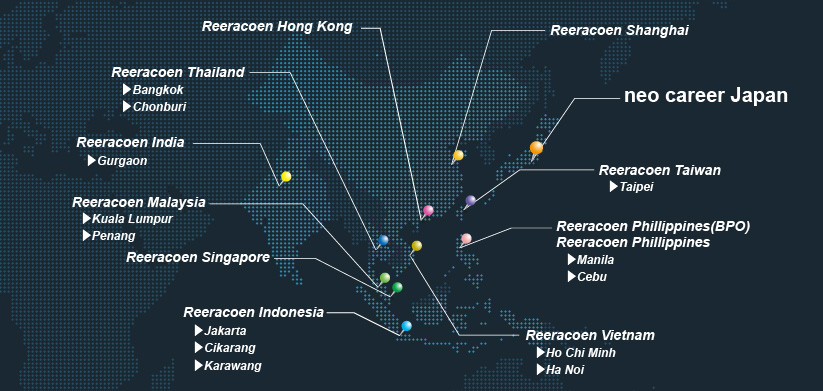 Reeracoen Hong Kong
Reeracoen Shanghai
Reeracoen Thailand
Bangkok
Chonburi
neo career Japan
Reeracoen India
Gurgaon
Reeracoen Taiwan
Taipei
Reeracoen Malaysia
Kuala Lumpur
Penang
Reeracoen Phillippines(BPO)
Reeracoen Phillippines
Manila
Cebu
Reeracoen Singapore
Reeracoen Indonesia
Jakarta
Cikarang
Karawang
Reeracoen Vietnam
Ho Chi Minh
Ha Noi